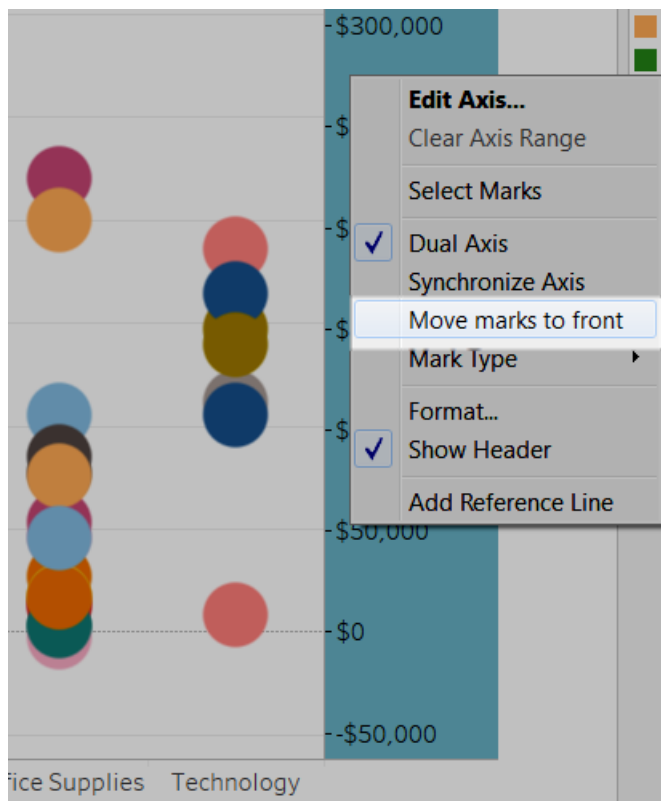 $300,000
Edit Axis...
$
Clear Axis Range
Select Marks
$
Dual Axis
Synchronize Axis
$
Move marks to front
Mark Type
Format...
$
Show Header
Add Reference Line
$50,000
$0
-$50,000
fice Supplies Technology